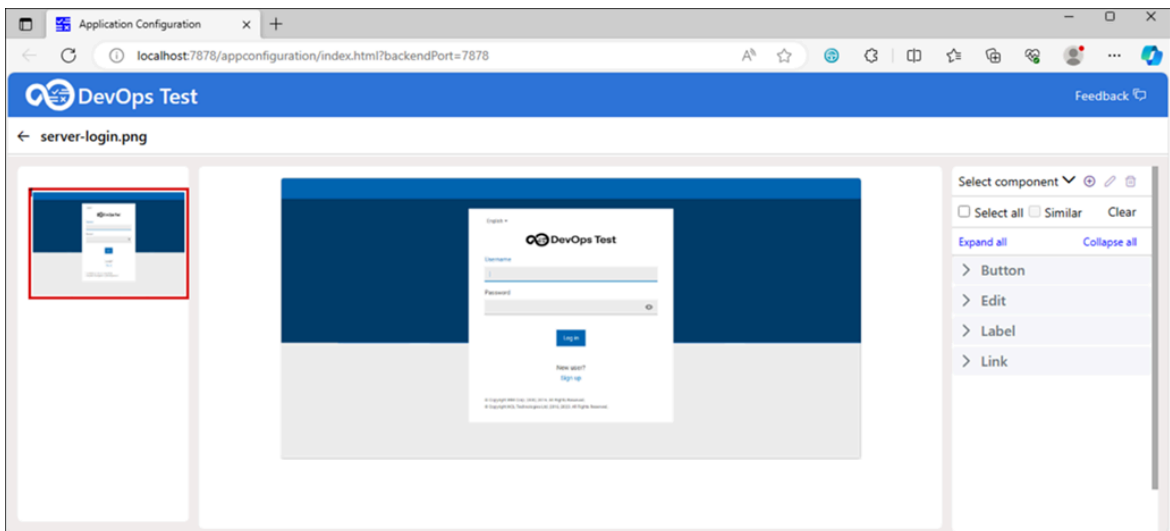 Application Configuration
localhost:7878/appconfiguration/index.html?backendPort=7878
DevOps Test
Feedback
server-login.png
English
DevOps Test
Username
Password
Log in
New user?
Sign up
Select component
Select all Similar Clear
Expand all Collapse all
Button
Edit
Label
Link